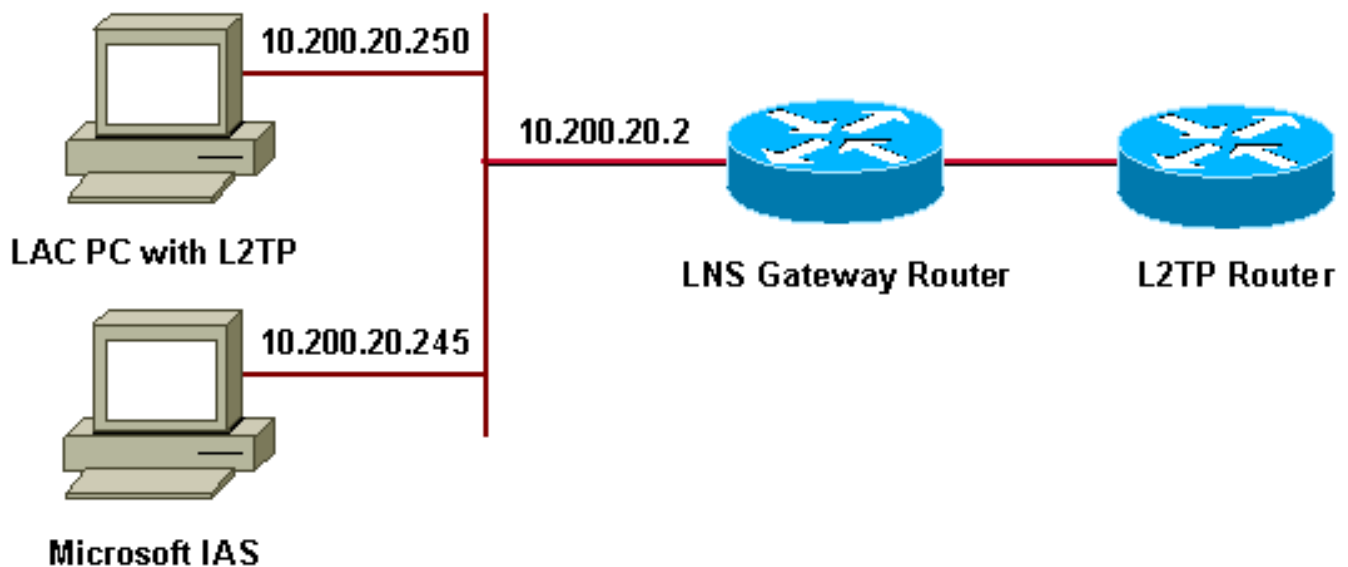 10.200.20.250
10.200.20.2
LAC PC with L2TP
LNS Gateway Router
L2TP Router
10.200.20.245
Microsoft IAS